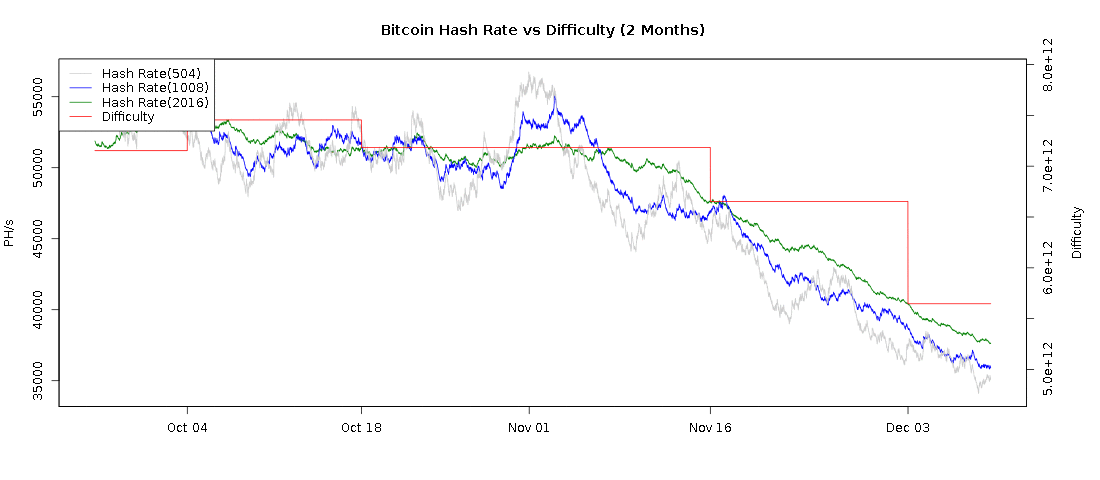 Bitcoin Hash Rate vs Difficulty (2 Months)
Hash Rate(504)
Hash Rate(1008)
Hash Rate(2016)
Difficulty
PH/s
55000
50000
45000
40000
35000
8.0e+12
7.0e+12
6.0e+12
5.0e+12
Difficulty
Oct 04 Oct 18 Nov 01 Nov 16 Dec 03